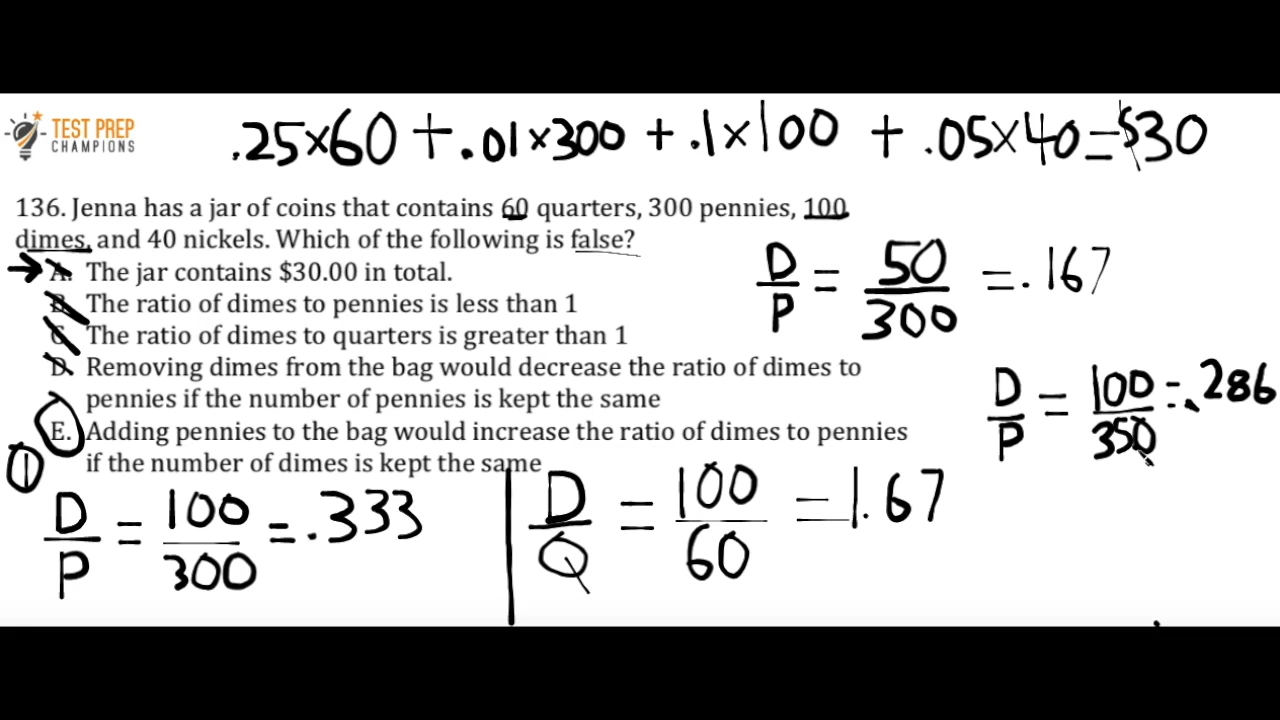 TEST PREP
CHAMPIONS
.25×60 + .01×300 + .1×100 + .05×40 = $30
136. Jenna has a jar of coins that contains 60 quarters, 300 pennies, 100
dimes, and 40 nickels. Which of the following is false?
A. The jar contains $30.00 in total.
B. The ratio of dimes to pennies is less than 1
C. The ratio of dimes to quarters is greater than 1
D. Removing dimes from the bag would decrease the ratio of dimes to
pennies if the number of pennies is kept the same
E. Adding pennies to the bag would increase the ratio of dimes to pennies
if the number of dimes is kept the same
D/P = 50/300 = .167
D/P = 100/350 = .286
1
D/P = 100/300 = .333
D/Q = 100/60 = 1.67